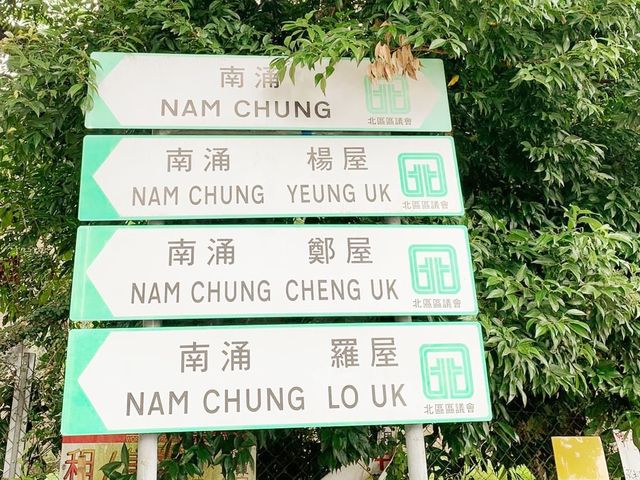 南涌
NAM CHUNG
北區區議會
南涌 楊屋
NAM CHUNG YEUNG UK
北區區議會
南涌 鄭屋
NAM CHUNG CHENG UK
北區區議會
南涌 羅屋
NAM CHUNG LO UK
北區區議會
租